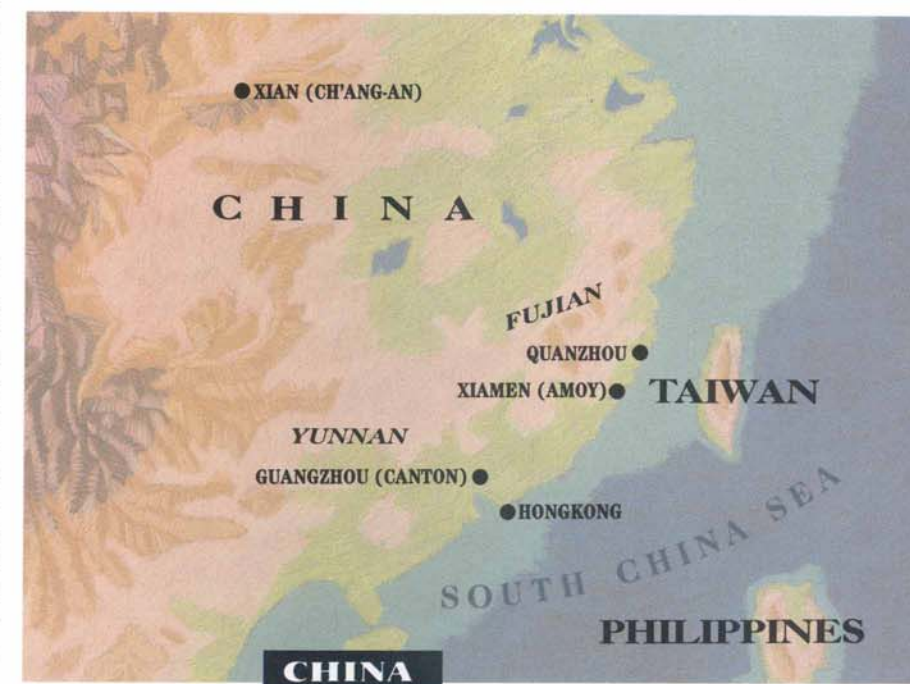 XIAN (CH'ANG-AN)
CHINA
FUJIAN
QUANZHOU
XIAMEN (AMOY)
TAIWAN
YUNNAN
GUANGZHOU (CANTON)
HONGKONG
SOUTH CHINA SEA
PHILIPPINES
CHINA